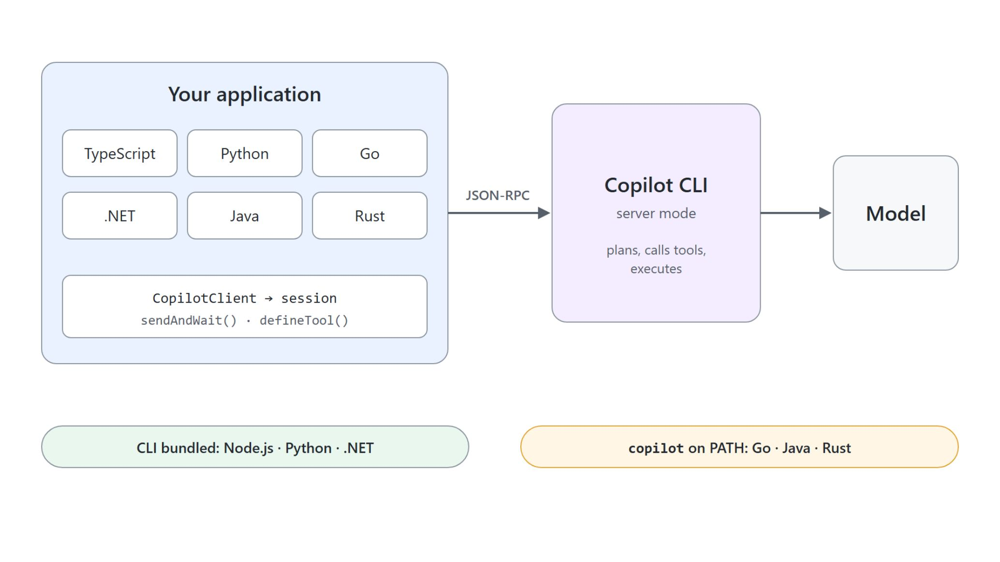 Your application
TypeScript
Python
Go
.NET
Java
Rust
CopilotClient → session
sendAndWait() · defineTool()
JSON-RPC
Copilot CLI
server mode
plans, calls tools,
executes
Model
CLI bundled: Node.js · Python · .NET
copilot on PATH: Go · Java · Rust